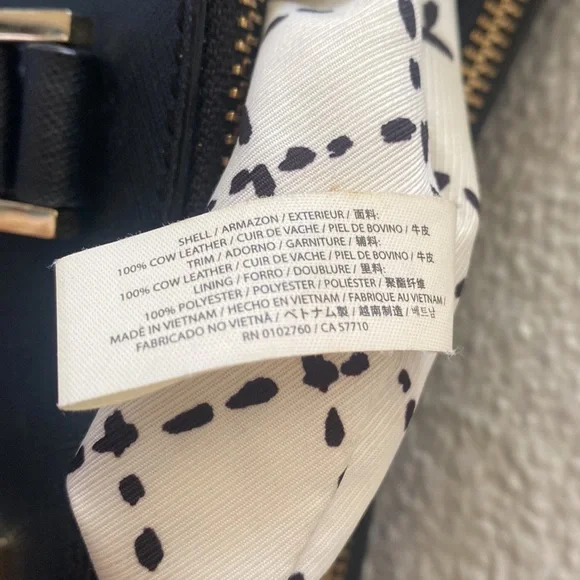 SHELL / ARMAZON / EXTERIEUR / 面料:
100% COW LEATHER / CUIR DE VACHE / PIEL DE BOVINO / 牛皮
TRIM / ADORNO / GARNITURE / 辅料:
100% COW LEATHER / CUIR DE VACHE / PIEL DE BOVINO / 牛皮
LINING / FORRO / DOUBLURE / 里料:
100% POLYESTER / POLYESTER / POLIÉSTER / 聚酯纤维
MADE IN VIETNAM / HECHO EN VIETNAM / FABRIQUE AU VIETNAM /
FABRICADO NO VIETNÃ / ベトナム製 / 越南制造 / 베트남
RN 0102760 / CA 57710